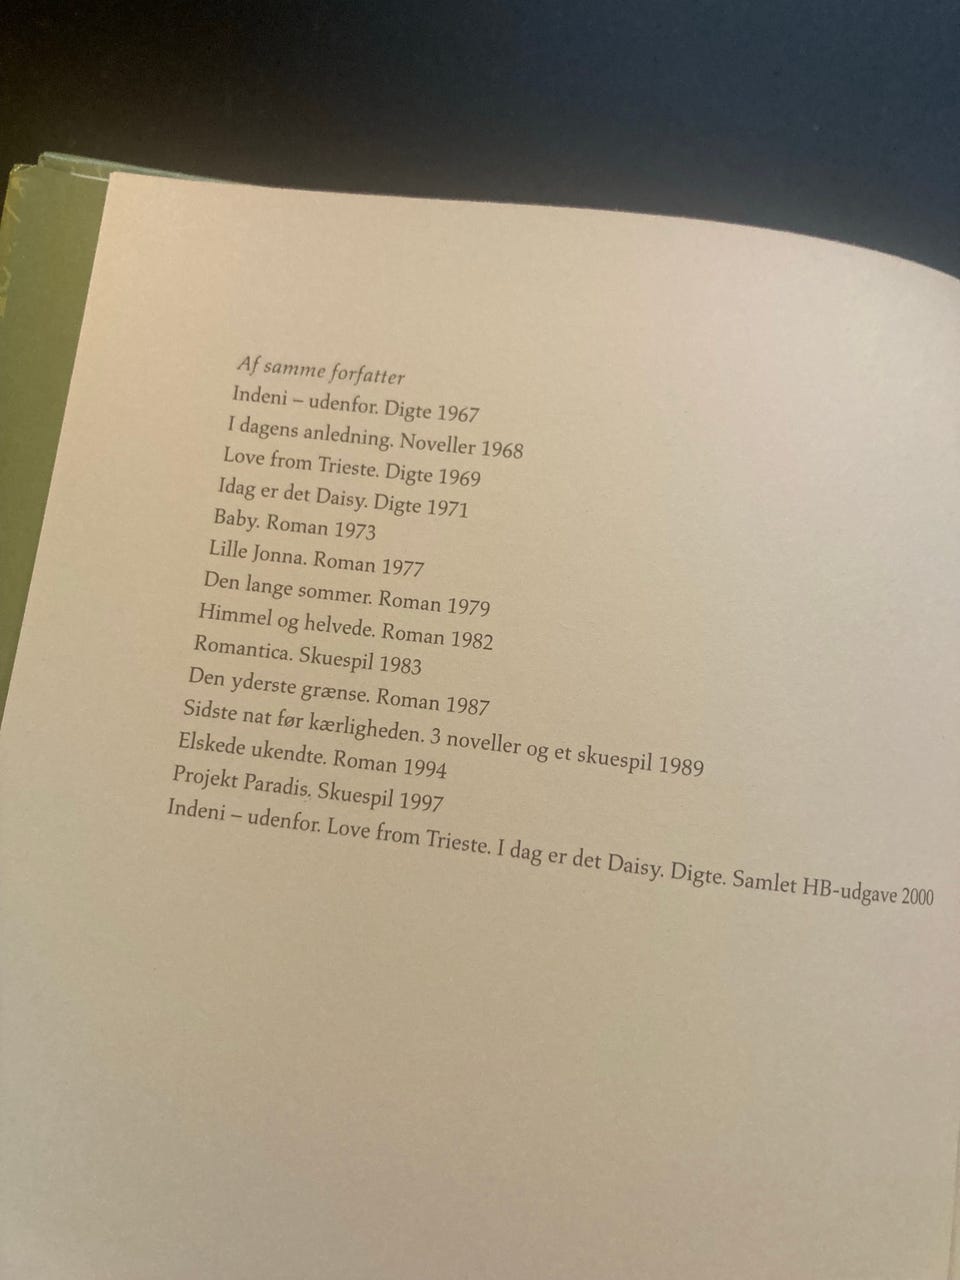 Af samme forfatter
Indeni – udenfor. Digte 1967
I dagens anledning. Noveller 1968
Love from Trieste. Digte 1969
Idag er det Daisy. Digte 1971
Baby. Roman 1973
Lille Jonna. Roman 1977
Den lange sommer. Roman 1979
Himmel og helvede. Roman 1982
Romantica. Skuespil 1983
Den yderste grænse. Roman 1987
Sidste nat før kærligheden. 3 noveller og et skuespil 1989
Elskede ukendte. Roman 1994
Projekt Paradis. Skuespil 1997
Indeni – udenfor. Love from Trieste. I dag er det Daisy. Digte. Samlet HB-udgave 2000